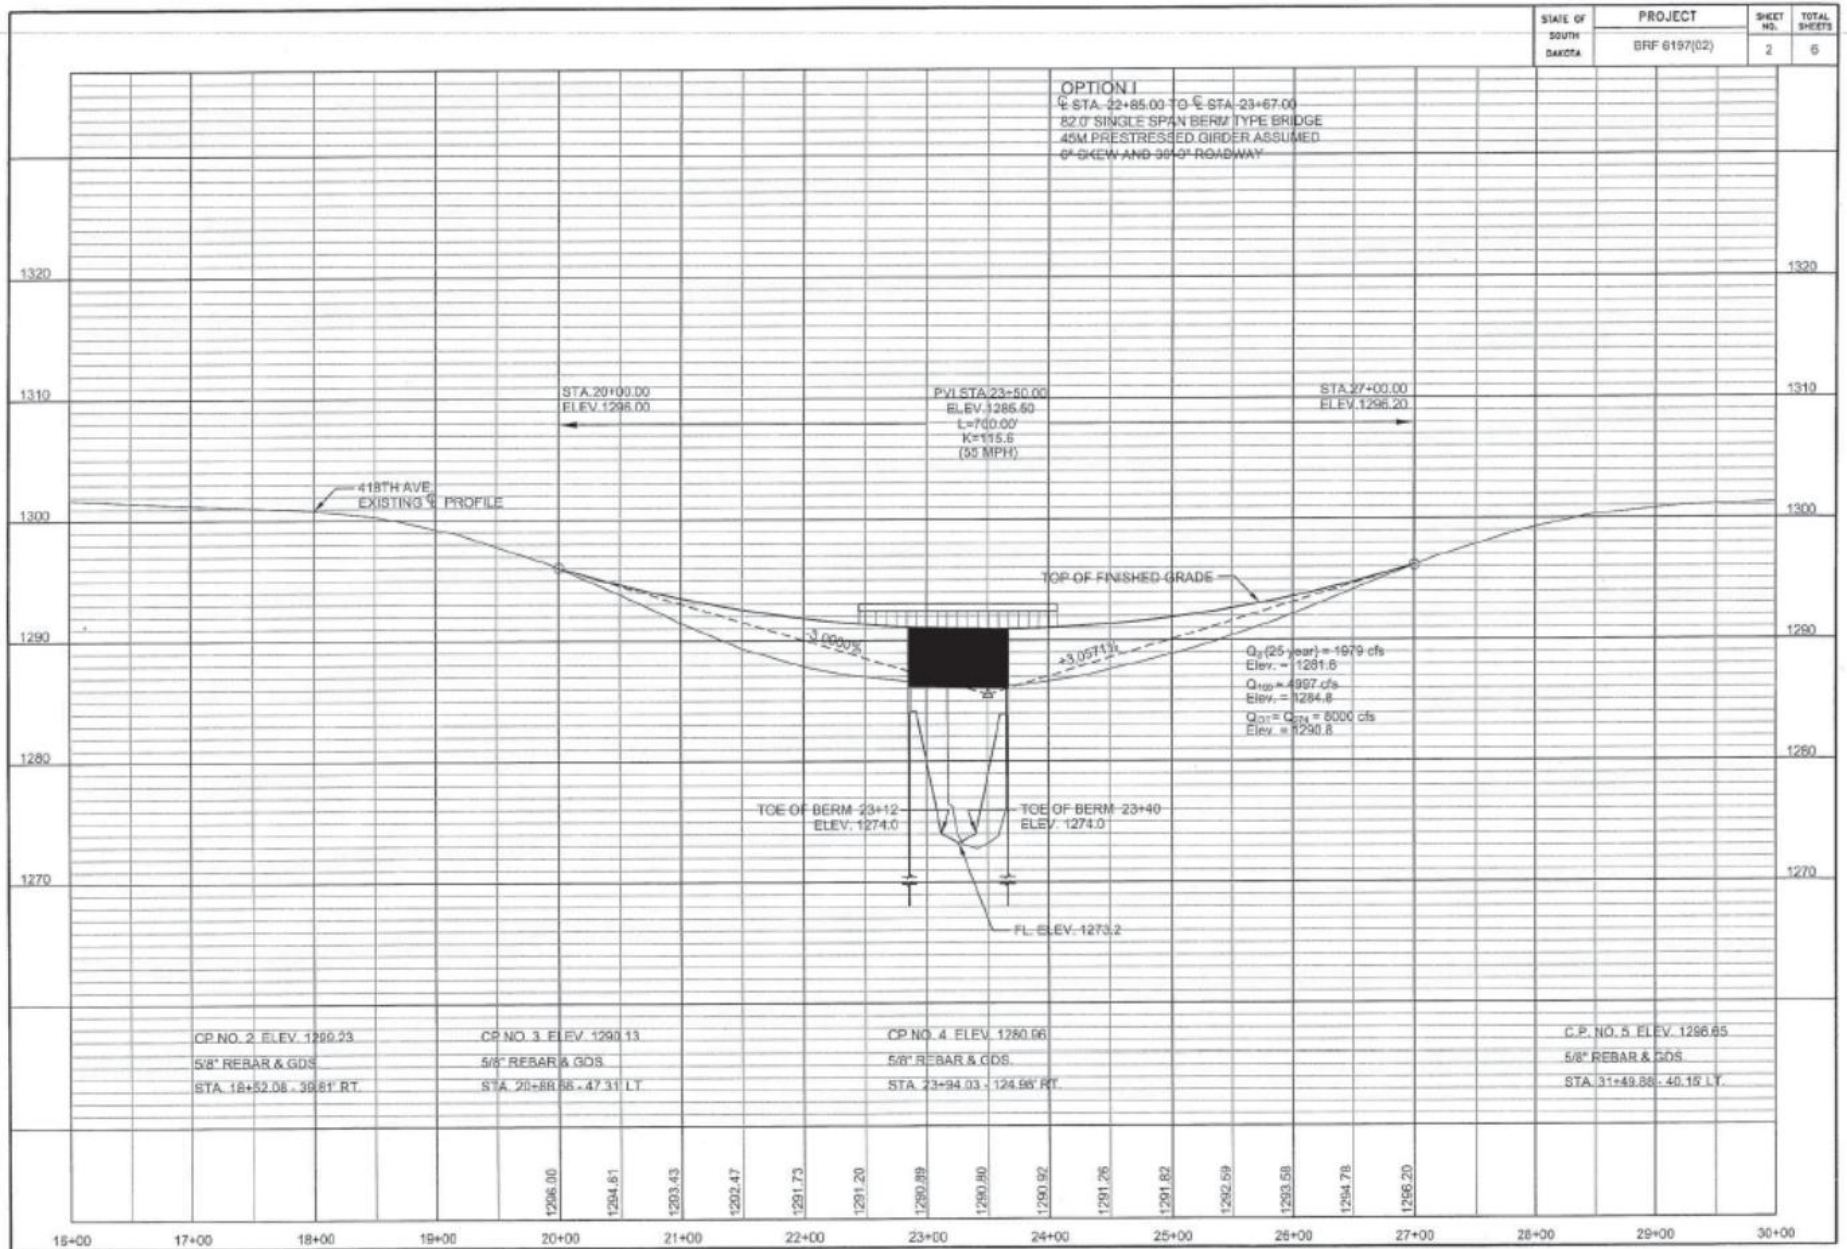 STATE OF SOUTH DAKOTA
PROJECT
BRF 6197(02)
SHEET NO.
2
TOTAL SHEETS
6
OPTION I
℄ STA. 22+85.00 TO ℄ STA. 23+67.00
82.0' SINGLE SPAN BERM TYPE BRIDGE
45M PRESTRESSED GIRDER ASSUMED
0° SKEW AND ROADWAY
1320
1320
STA.20+00.00
ELEV.1296.00
PVI STA 23+50.00
ELEV.1285.50
L=700.00'
K=115.6
(55 MPH)
STA.27+00.00
ELEV.1296.20
1310
1310
418TH AVE.
EXISTING ℄ PROFILE
1300
1300
TOP OF FINISHED GRADE
-3.0000%
+3.0571%
1290
1290
Q₂(25 year) = 1979 cfs
Elev. = 1281.6
Q₁₀₀ = 4997 cfs
Elev. = 1284.8
= 8000 cfs
Elev. = 1290.8
1280
1280
TOE OF BERM 23+12
ELEV. 1274.0
TOE OF BERM 23+40
ELEV. 1274.0
1270
1270
FL. ELEV. 1273.2
CP NO. 2 ELEV. 1299.23
5/8" REBAR & GDS.
STA. 18+52.08 - 39.81' RT.
CP NO. 3 ELEV. 1290.13
5/8" REBAR & GDS.
STA. 20+88.66 - 47.31' LT
CP NO. 4 ELEV. 1280.96
5/8" REBAR & GDS.
STA. 23+94.03 - 124.98' RT.
C.P. NO. 5 ELEV. 1298.65
5/8" REBAR & GDS.
STA. 31+49.88 - 40.15' LT.
1296.00
1294.61
1293.43
1292.47
1291.73
1291.20
1290.89
1290.80
1290.92
1291.26
1291.82
1292.59
1293.58
1294.78
1296.20
16+00
17+00
18+00
19+00
20+00
21+00
22+00
23+00
24+00
25+00
26+00
27+00
28+00
29+00
30+00